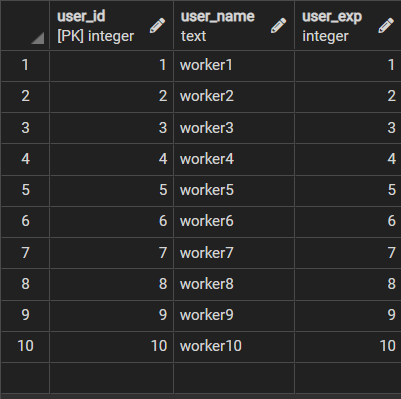 user_id user_name user_exp
[PK] integer text integer
1 1 worker1 1
2 2 worker2 2
3 3 worker3 3
4 4 worker4 4
5 5 worker5 5
6 6 worker6 6
7 7 worker7 7
8 8 worker8 8
9 9 worker9 9
10 10 worker10 10